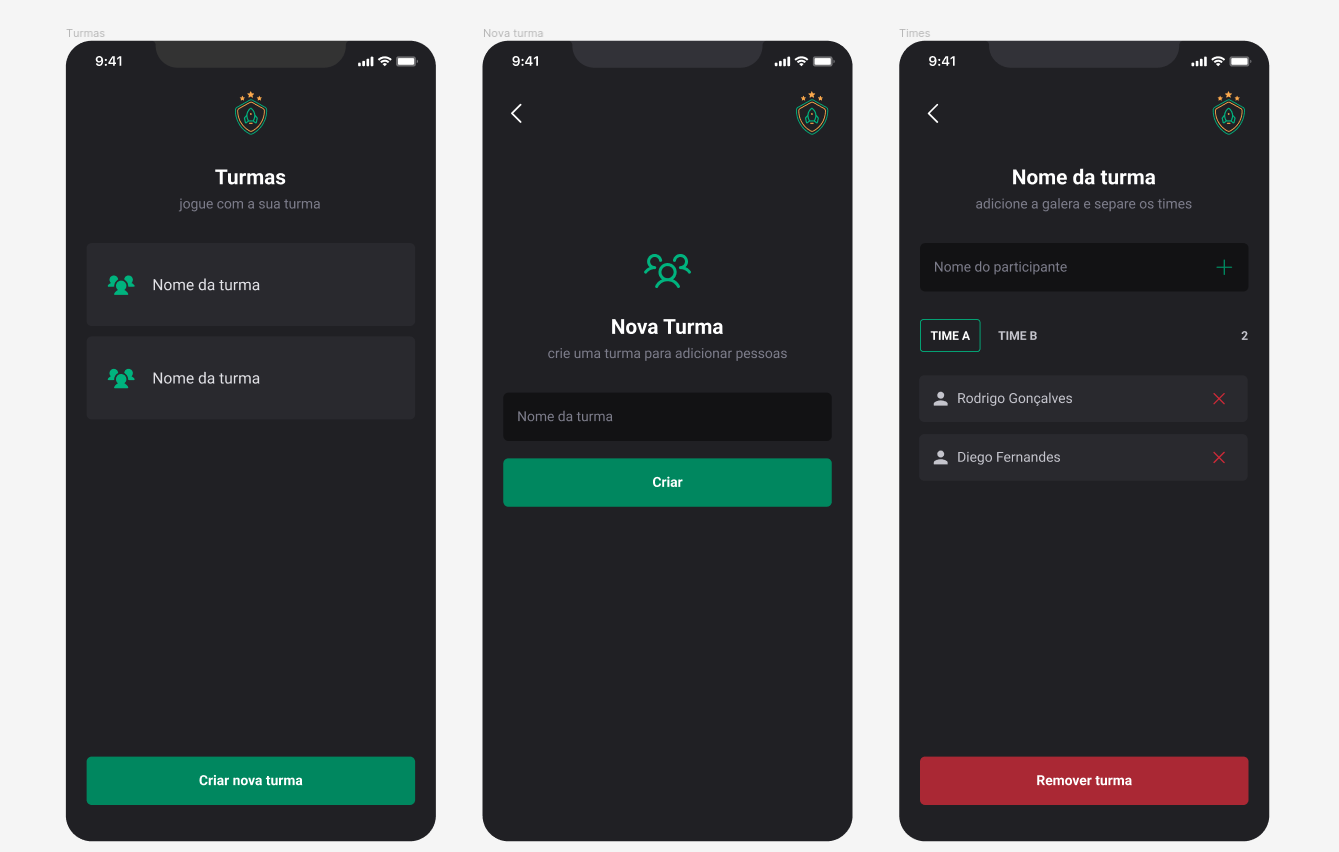 Turmas
9:41
Turmas
jogue com a sua turma
Nome da turma
Nome da turma
Criar nova turma
Nova turma
9:41
Nova Turma
crie uma turma para adicionar pessoas
Nome da turma
Criar
Times
9:41
Nome da turma
adicione a galera e separe os times
Nome do participante
TIME A TIME B 2
Rodrigo Gonçalves
Diego Fernandes
Remover turma